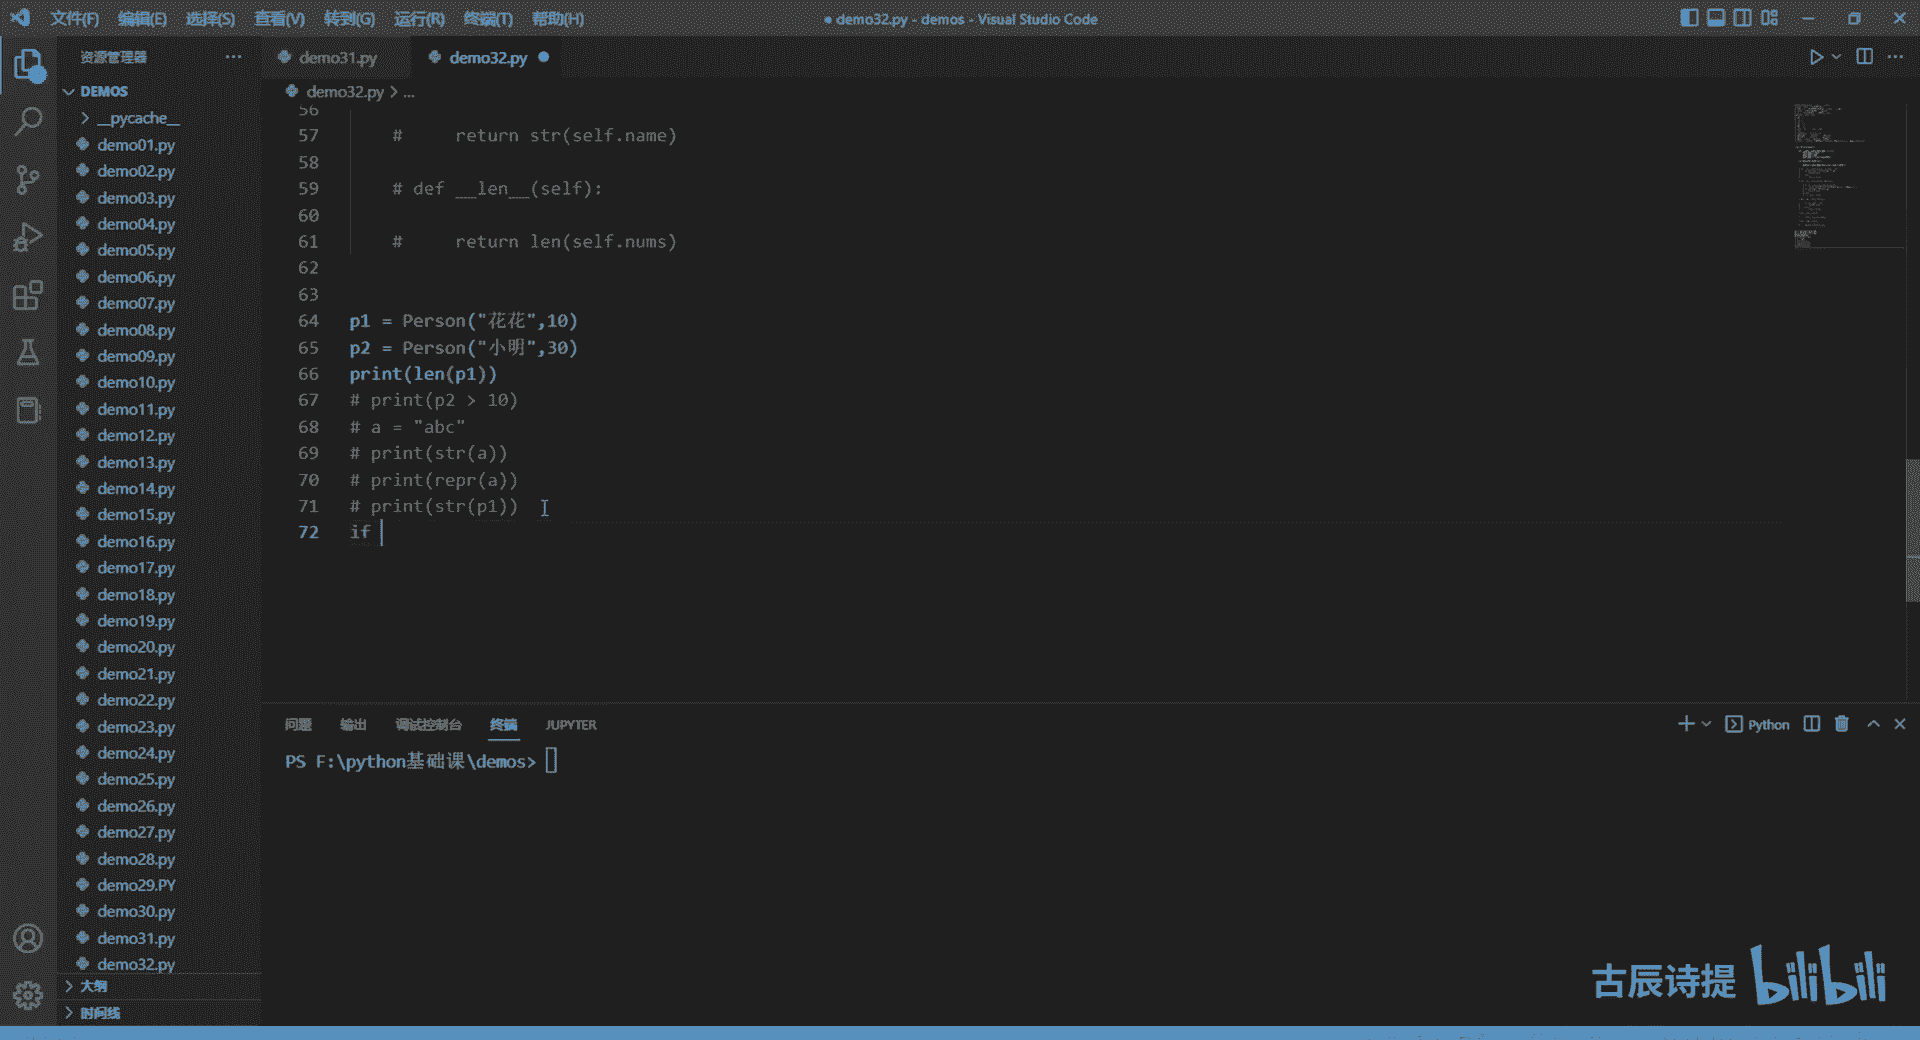 文件(F) 编辑(E) 选择(S) 查看(V) 转到(G) 运行(R) 终端(T) 帮助(H) ● demo32.py - demos - Visual Studio Code
资源管理器 ···
DEMOS
__pycache__
demo01.py
demo02.py
demo03.py
demo04.py
demo05.py
demo06.py
demo07.py
demo08.py
demo09.py
demo10.py
demo11.py
demo12.py
demo13.py
demo14.py
demo15.py
demo16.py
demo17.py
demo18.py
demo19.py
demo20.py
demo21.py
demo22.py
demo23.py
demo24.py
demo25.py
demo26.py
demo27.py
demo28.py
demo29.PY
demo30.py
demo31.py
demo32.py
大纲
时间线
demo31.py demo32.py ●
demo32.py > ...
56
57 #     return str(self.name)
58
59 # def __len__(self):
60
61 #     return len(self.nums)
62
63
64 p1 = Person("花花",10)
65 p2 = Person("小明",30)
66 print(len(p1))
67 # print(p2 > 10)
68 # a = "abc"
69 # print(str(a))
70 # print(repr(a))
71 # print(str(p1))
72 if
问题 输出 调试控制台 终端 JUPYTER Python
PS F:\python基础课\demos>
古辰诗提 bilibili